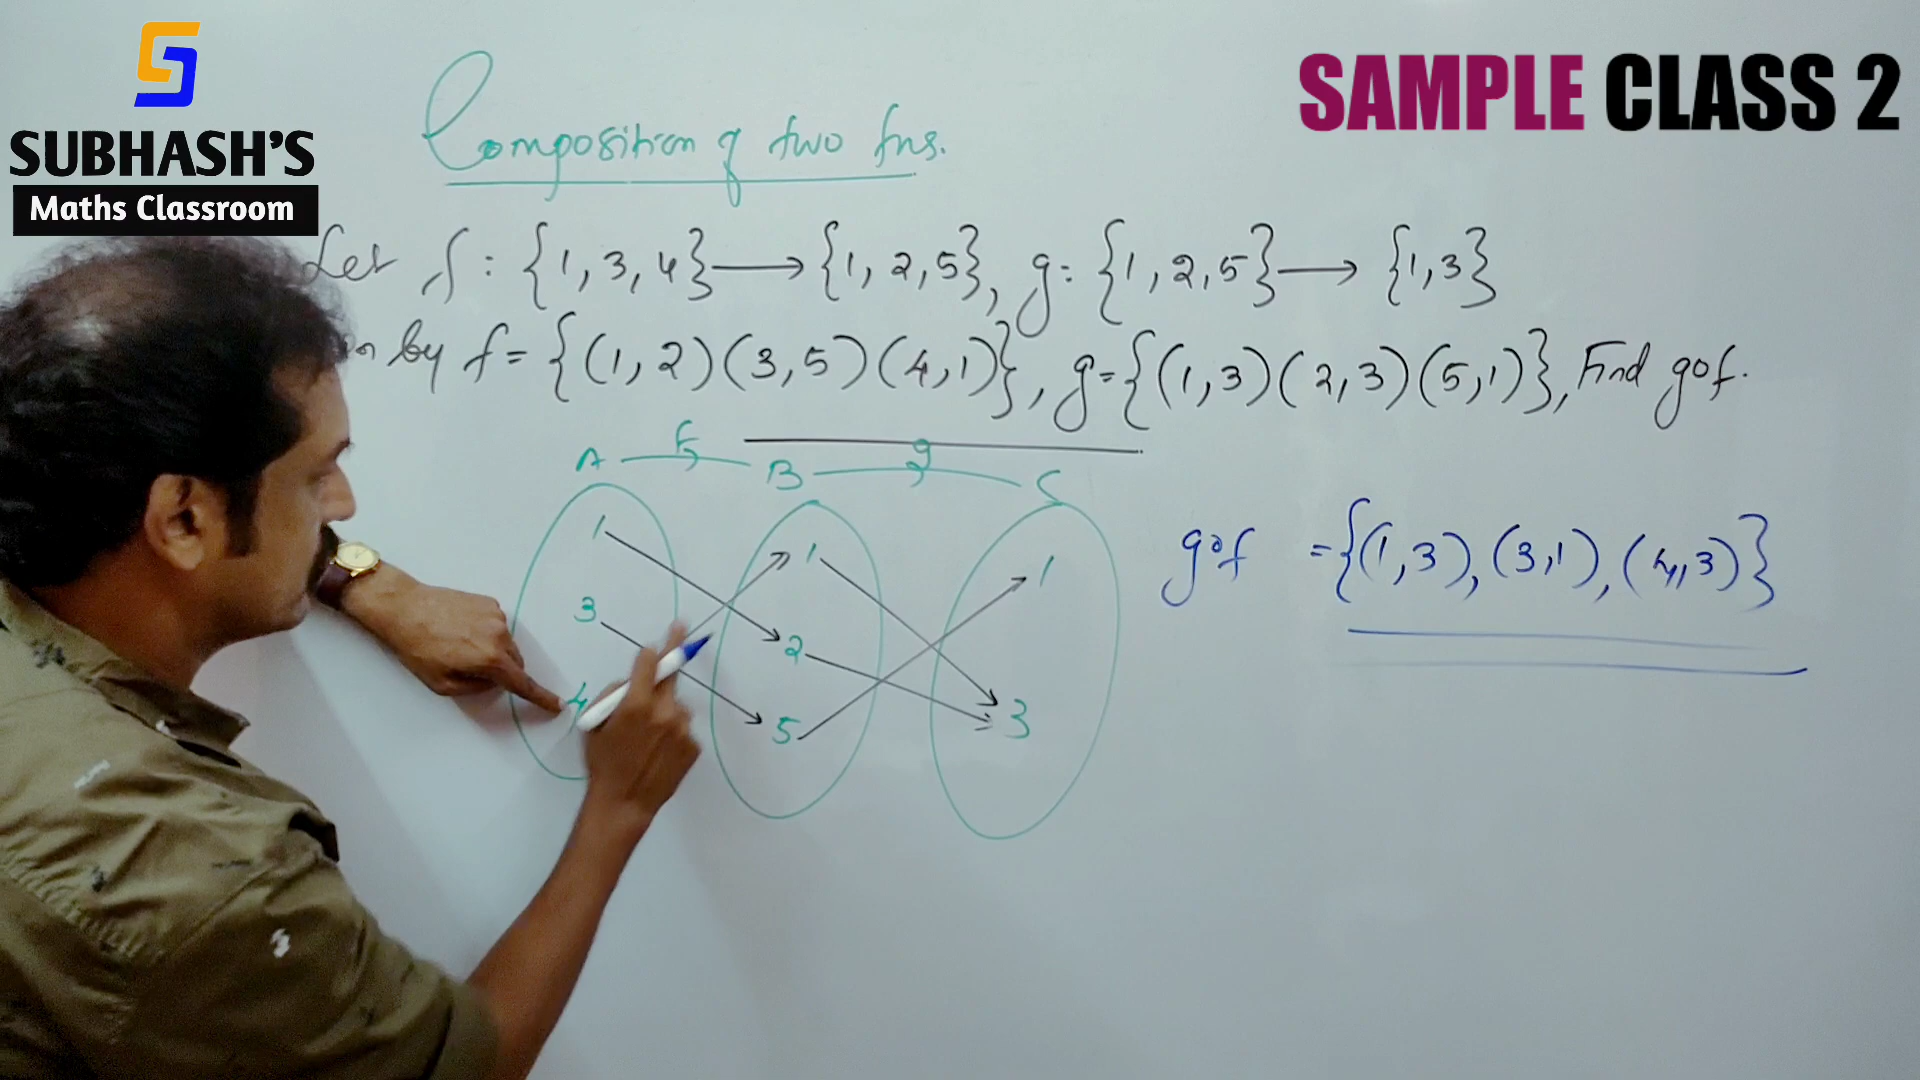 SUBHASH'S
Maths Classroom
SAMPLE CLASS 2
Composition of two fns.
Let f : {1, 3, 4} ⟶ {1, 2, 5}, g: {1, 2, 5} ⟶ {1, 3}
by f = {(1, 2)(3, 5)(4, 1)}, g = {(1, 3)(2, 3)(5, 1)}, Find gof.
A f B g C
1 1 1
3 2 3
4 5
gof = {(1, 3), (3, 1), (4, 3)}